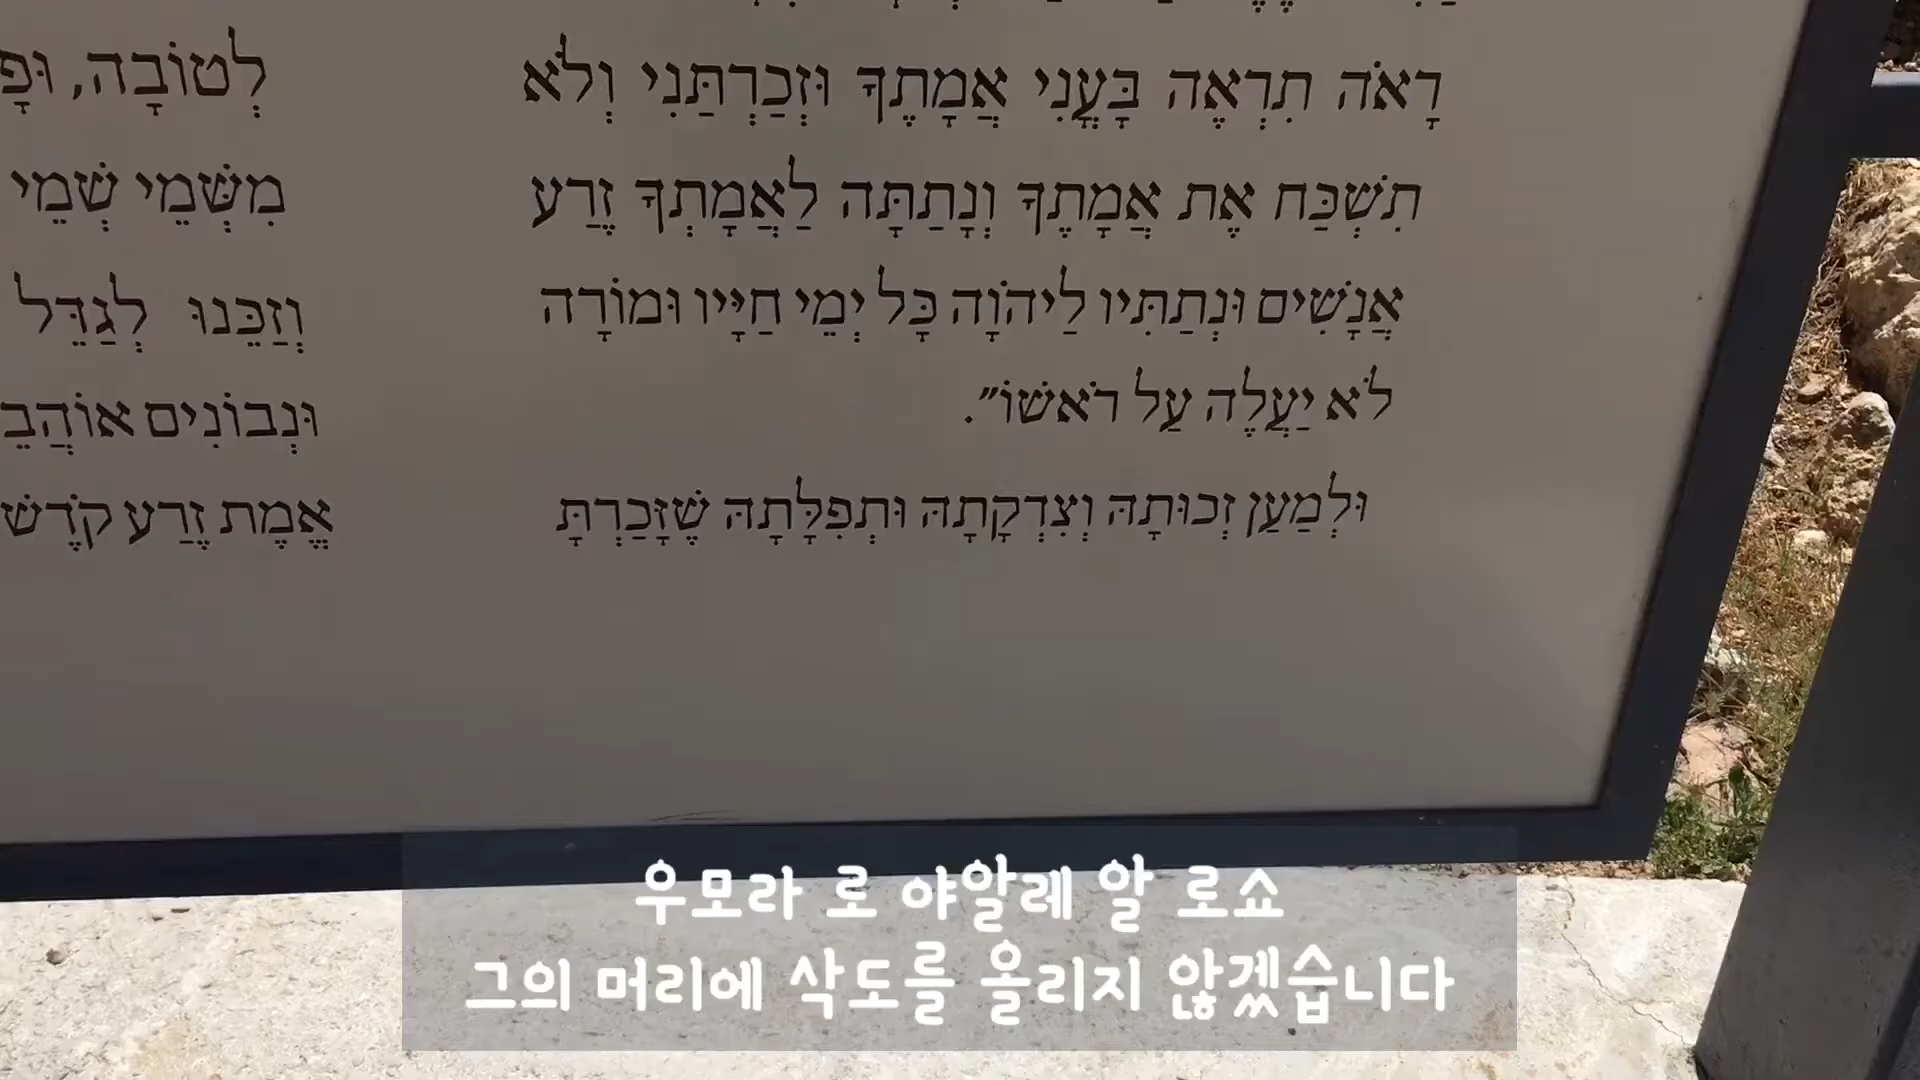 רָאֹה תִרְאֶה בָּעֳנִי אֲמָתֶךָ וּזְכַרְתַּנִי וְלֹא
תִשְׁכַּח אֶת אֲמָתֶךָ וְנָתַתָּה לַאֲמָתְךָ זֶרַע
אֲנָשִׁים וּנְתַתִּיו לַיהוָֹה כָּל יְמֵי חַיָּיו וּמוֹרָה
לֹא יַעֲלֶה עַל רֹאשׁוֹ".
וּלְמַעַן זְכוּתָהּ וְצִדְקָתָהּ וּתְפִלָּתָהּ שֶׁזָּכַרְתָּ
לְטוֹבָה,
מִשְּׁמֵי שְׁמֵי
וְזַכֵּנוּ לְגַדֵּל
וּנְבוֹנִים
אֱמֶת זֶרַע קֹדֶשׁ
우모라 로 야알레 알 로쇼
그의 머리에 삭도를 올리지 않겠습니다